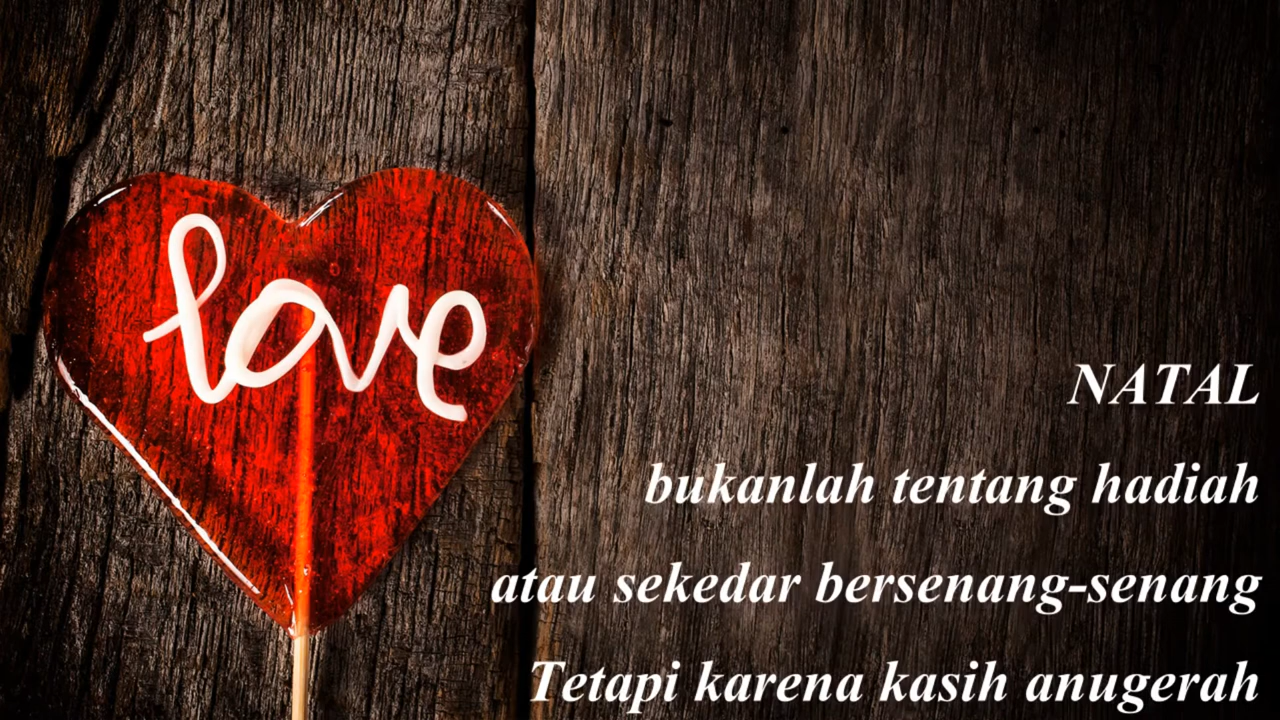 love
NATAL
bukanlah tentang hadiah
atau sekedar bersenang-senang
Tetapi karena kasih anugerah